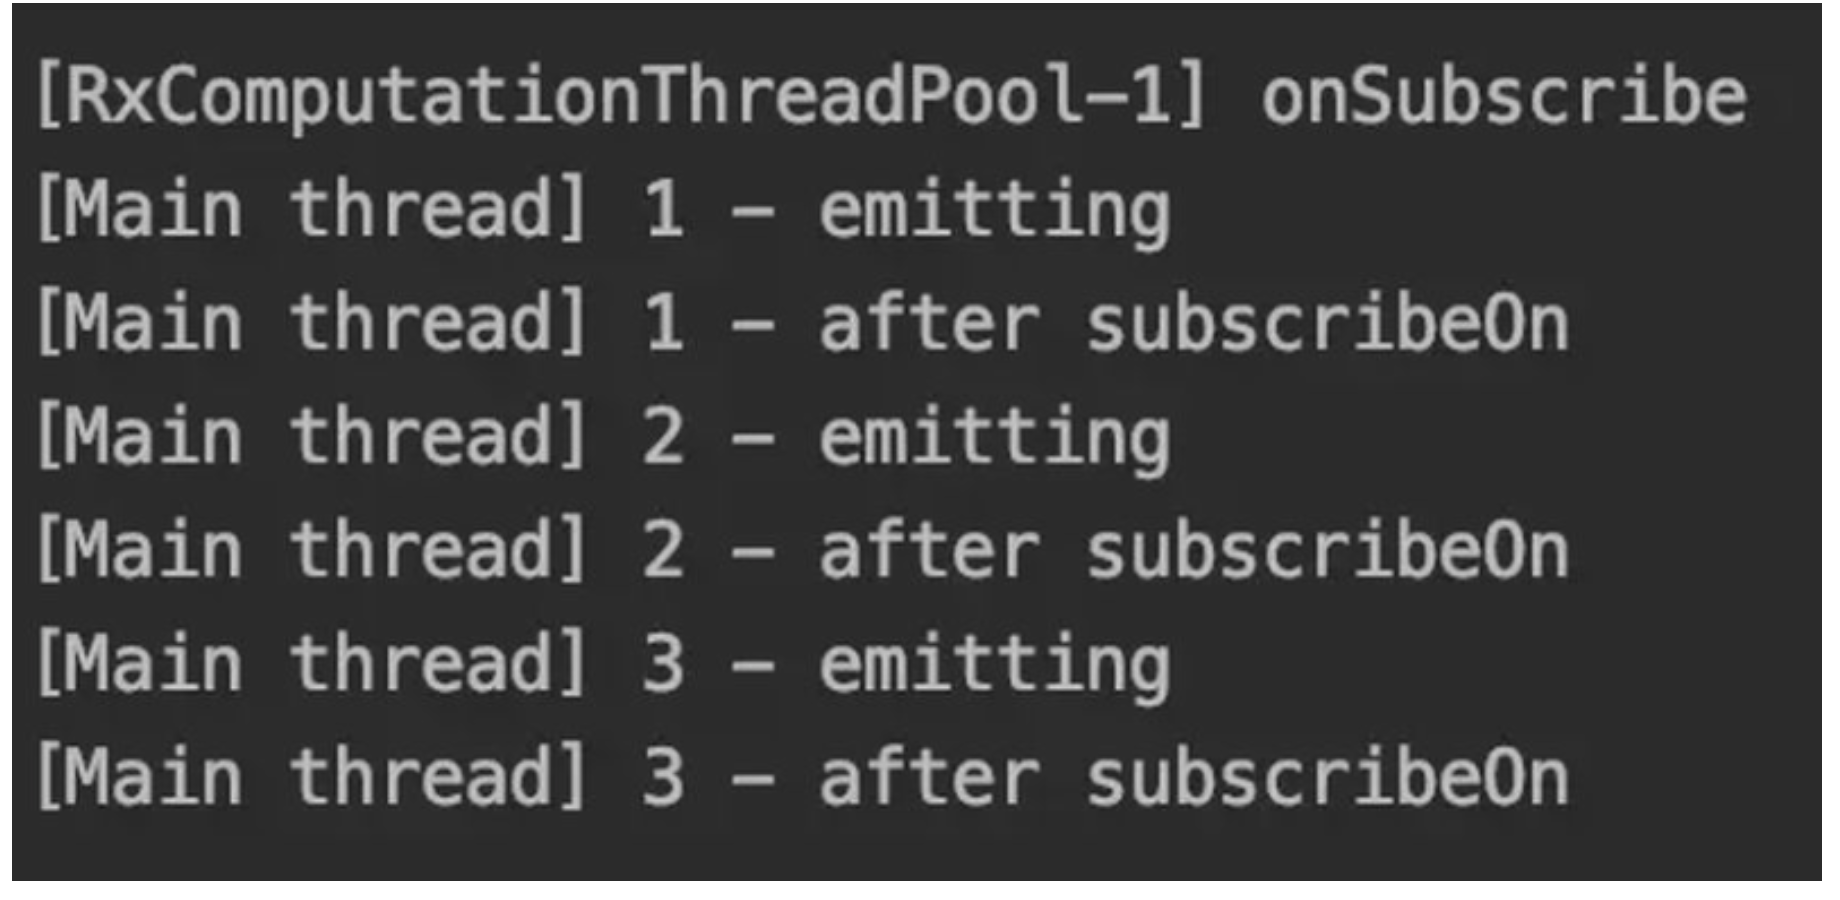 [RxComputationThreadPool-1] onSubscribe
[Main thread] 1 – emitting
[Main thread] 1 – after subscribeOn
[Main thread] 2 – emitting
[Main thread] 2 – after subscribeOn
[Main thread] 3 – emitting
[Main thread] 3 – after subscribeOn